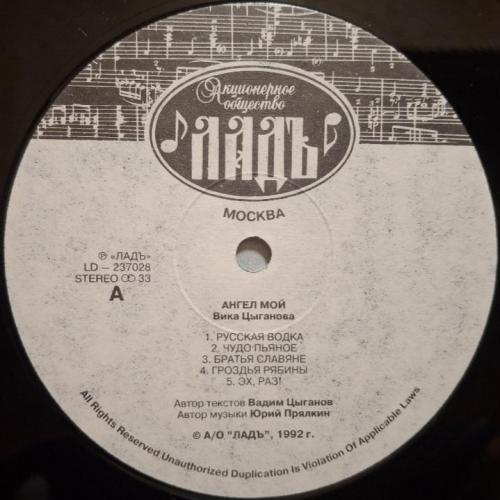 Акционерное
общество
ЛАДЪ
МОСКВА
℗ «ЛАДЪ»
LD — 237028
STEREO ꝏ 33
A
АНГЕЛ МОЙ
Вика Цыганова
1. РУССКАЯ ВОДКА
2. ЧУДО ПЬЯНОЕ
3. БРАТЬЯ СЛАВЯНЕ
4. ГРОЗДЬЯ РЯБИНЫ
5. ЭХ, РАЗ!
Автор текстов Вадим Цыганов
Автор музыки Юрий Прялкин
© А/О "ЛАДЪ", 1992 г.
All Rights Reserved Unauthorized Duplication Is Violation Of Applicable Laws